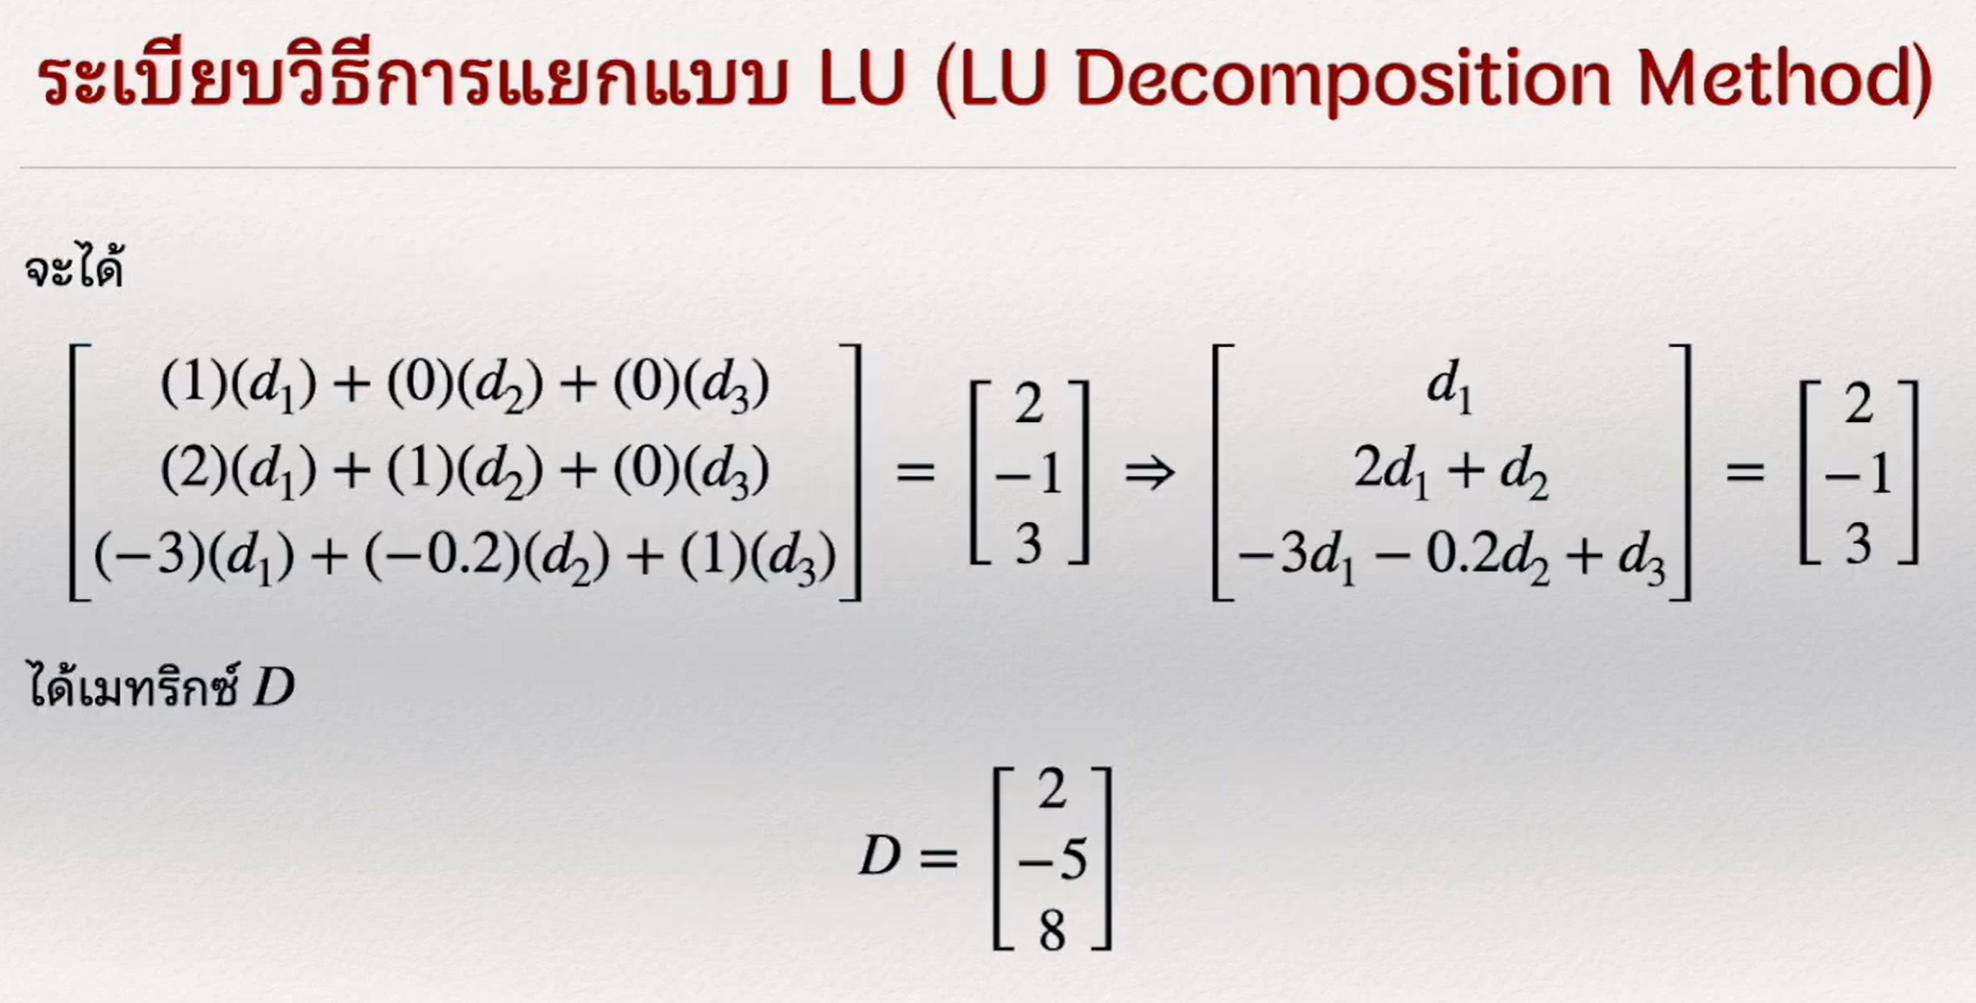 ระเบียบวิธีการแยกแบบ LU (LU Decomposition Method)
จะได้
(1)(d₁) + (0)(d₂) + (0)(d₃)
(2)(d₁) + (1)(d₂) + (0)(d₃)
(−3)(d₁) + (−0.2)(d₂) + (1)(d₃)
=
2
−1
3
⇒
d₁
2d₁ + d₂
−3d₁ − 0.2d₂ + d₃
=
2
−1
3
ได้เมทริกซ์ D
D =
2
−5
8